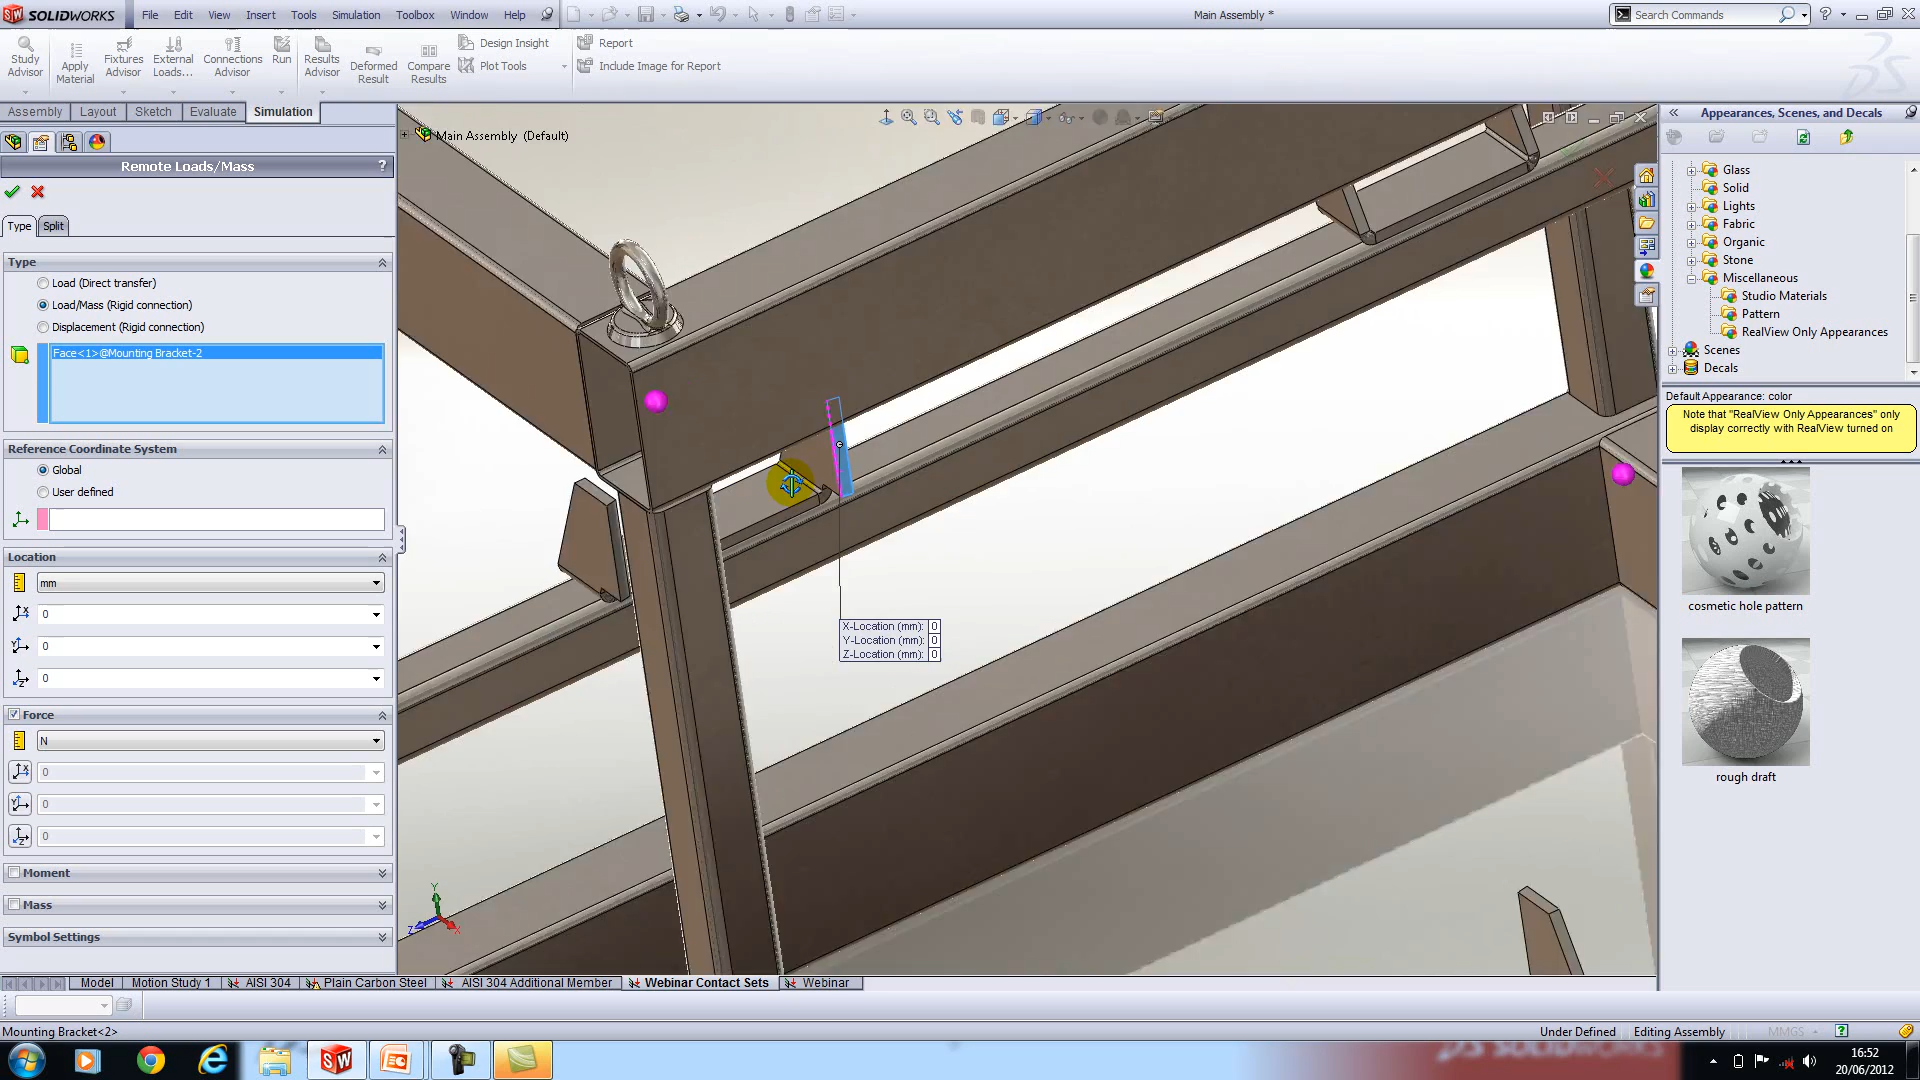 SOLIDWORKS
File Edit View Insert Tools Simulation Toolbox Window Help
Main Assembly *
Search Commands
Study Advisor
Apply Material
Fixtures Advisor
External Loads...
Connections Advisor
Run
Results Advisor
Deformed Result
Compare Results
Design Insight
Plot Tools
Report
Include Image for Report
Assembly Layout Sketch Evaluate Simulation
Remote Loads/Mass
?
Type Split
Type
Load (Direct transfer)
Load/Mass (Rigid connection)
Displacement (Rigid connection)
Face<1>@Mounting Bracket-2
Reference Coordinate System
Global
User defined
Location
mm
0
0
0
Force
N
0
0
0
Moment
Mass
Symbol Settings
Main Assembly (Default)
X-Location (mm): 0
Y-Location (mm): 0
Z-Location (mm): 0
Y
Z
X
Appearances, Scenes, and Decals
Glass
Solid
Lights
Fabric
Organic
Stone
Miscellaneous
Studio Materials
Pattern
RealView Only Appearances
Scenes
Decals
Default Appearance: color
Note that "RealView Only Appearances" only
display correctly with RealView turned on
cosmetic hole pattern
rough draft
Model Motion Study 1 AISI 304 Plain Carbon Steel AISI 304 Additional Member Webinar Contact Sets Webinar
Mounting Bracket<2>
Under Defined Editing Assembly MMGS
16:52
20/06/2012